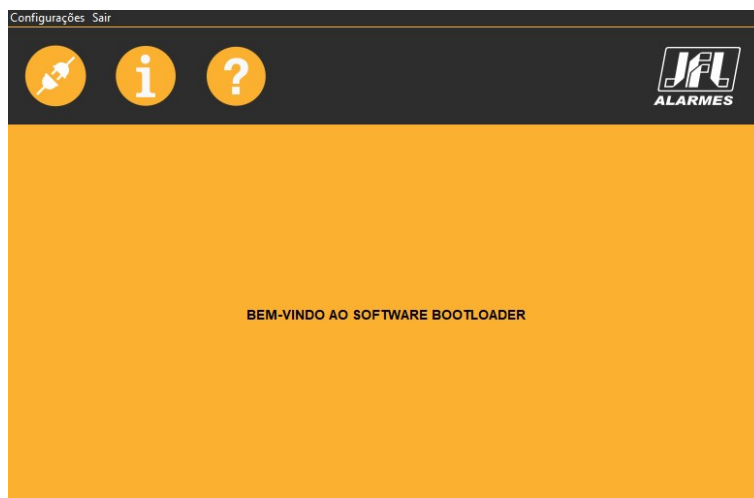 Configurações Sair
i ?
JFL
ALARMES
BEM-VINDO AO SOFTWARE BOOTLOADER